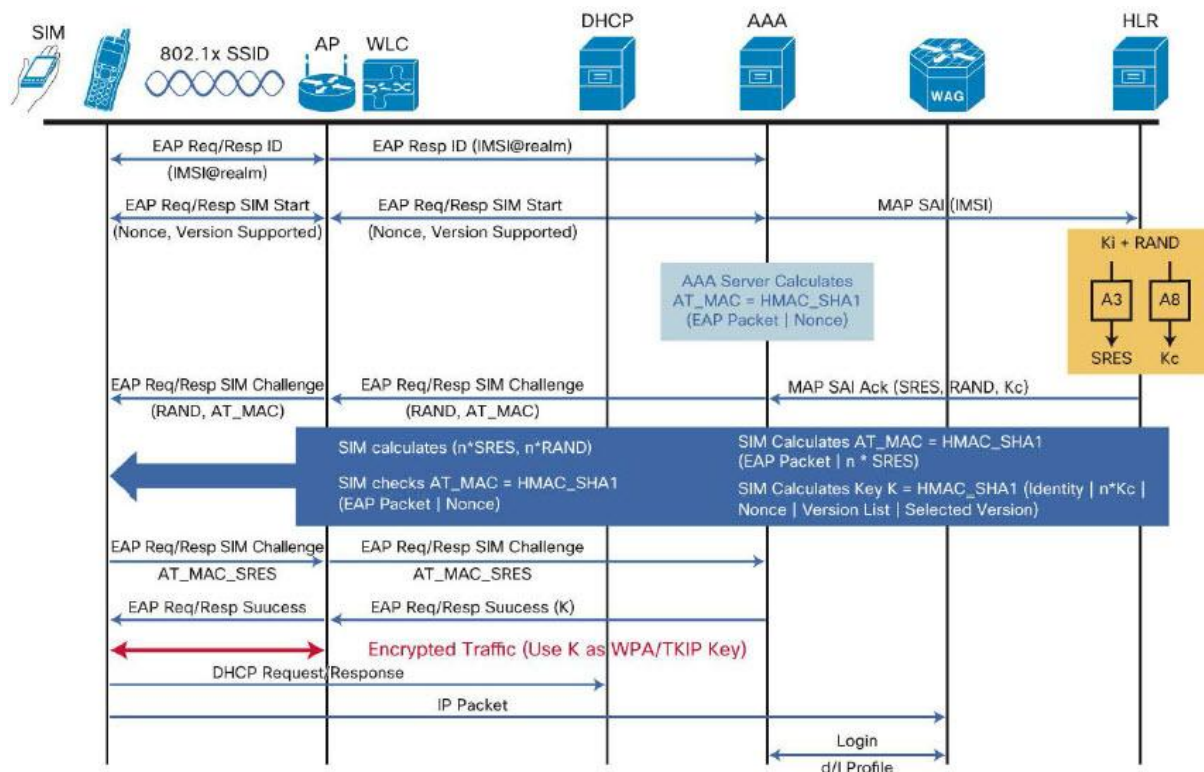 DHCP
AAA
HLR
SIM
802.1x SSID
AP
WLC
WAG
EAP Req/Resp ID
(IMSI@realm)
EAP Resp ID (IMSI@realm)
EAP Req/Resp SIM Start
(Nonce, Version Supported)
EAP Req/Resp SIM Start
(Nonce, Version Supported)
MAP SAI (IMSI)
Ki + RAND
A3
A8
SRES
Kc
AAA Server Calculates
AT_MAC = HMAC_SHA1
(EAP Packet | Nonce)
EAP Req/Resp SIM Challenge
(RAND, AT_MAC)
EAP Req/Resp SIM Challenge
(RAND, AT_MAC)
MAP SAI Ack (SRES, RAND, Kc)
SIM calculates (n*SRES, n*RAND)
SIM checks AT_MAC = HMAC_SHA1
(EAP Packet | Nonce)
SIM Calculates AT_MAC = HMAC_SHA1
(EAP Packet | n * SRES)
SIM Calculates Key K = HMAC_SHA1 (Identity | n*Kc |
Nonce | Version List | Selected Version)
EAP Req/Resp SIM Challenge
AT_MAC_SRES
EAP Req/Resp SIM Challenge
AT_MAC_SRES
EAP Req/Resp Suucess
EAP Req/Resp Suucess (K)
Encrypted Traffic (Use K as WPA/TKIP Key)
DHCP Request/Response
IP Packet
Login
d/l Profile